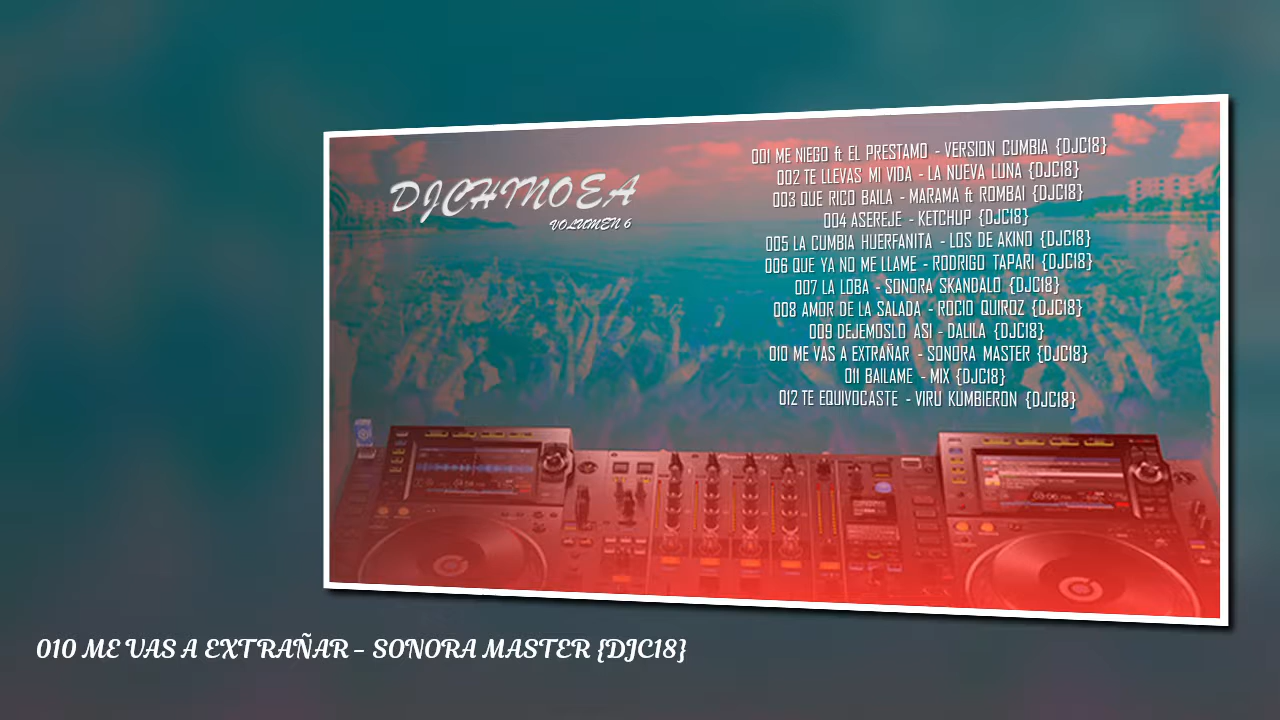 DJCHINOEA
VOLUMEN 6
001 ME NIEGO ft EL PRESTAMO - VERSION CUMBIA {DJC18}
002 TE LLEVAS MI VIDA - LA NUEVA LUNA {DJC18}
003 QUE RICO BAILA - MARAMA ft ROMBAI {DJC18}
004 ASEREJE - KETCHUP {DJC18}
005 LA CUMBIA HUERFANITA - LOS DE AKINO {DJC18}
006 QUE YA NO ME LLAME - RODRIGO TAPARI {DJC18}
007 LA LOBA - SONORA SKANDALO {DJC18}
008 AMOR DE LA SALADA - ROCIO QUIROZ {DJC18}
009 DEJEMOSLO ASI - DALILA {DJC18}
010 ME VAS A EXTRAÑAR - SONORA MASTER {DJC18}
011 BAILAME - MIX {DJC18}
012 TE EQUIVOCASTE - VIRU KUMBIERON {DJC18}
010 ME VAS A EXTRAÑAR – SONORA MASTER {DJC18}